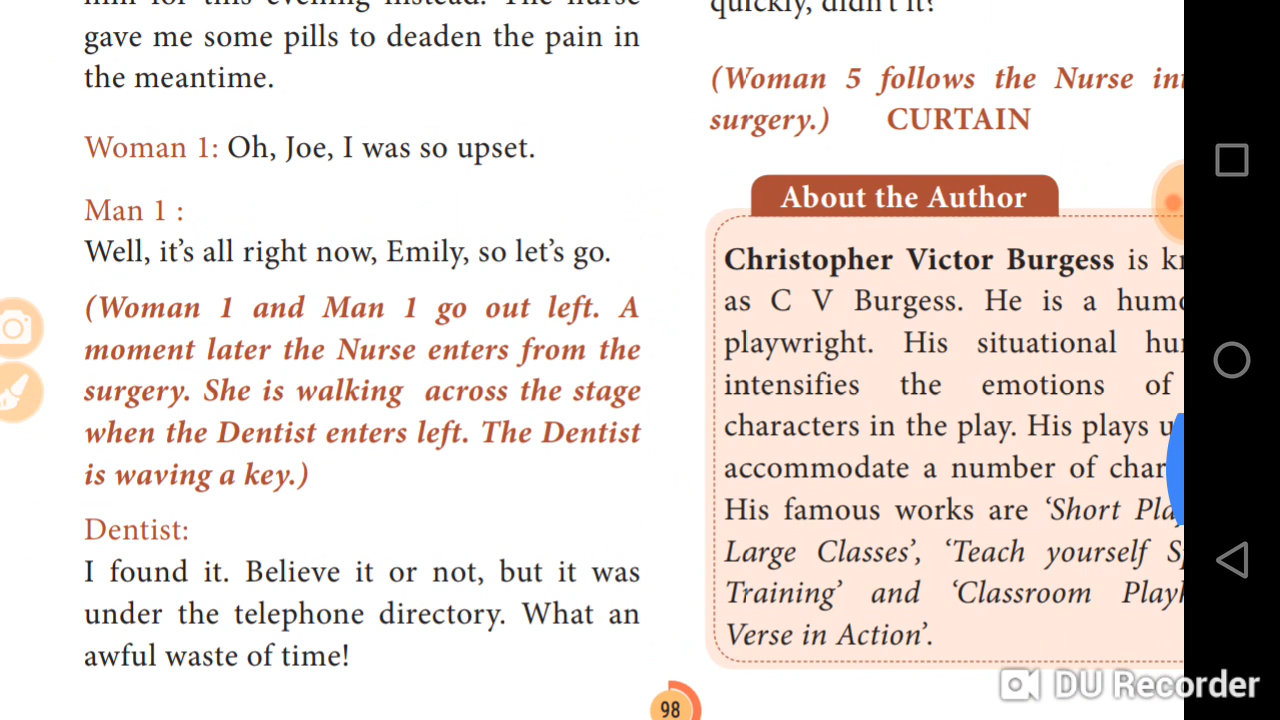 gave me some pills to deaden the pain in
the meantime.
Woman 1: Oh, Joe, I was so upset.
Man 1 :
Well, it's all right now, Emily, so let's go.
(Woman 1 and Man 1 go out left. A
moment later the Nurse enters from the
surgery. She is walking across the stage
when the Dentist enters left. The Dentist
is waving a key.)
Dentist:
I found it. Believe it or not, but it was
under the telephone directory. What an
awful waste of time!
98
quickly, didn't it?
(Woman 5 follows the Nurse
surgery.) CURTAIN
About the Author
Christopher Victor Burgess is
as C V Burgess. He is a
playwright. His situational
intensifies the emotions of
characters in the play. His plays
accommodate a number of
His famous works are 'Short
Large Classes', 'Teach yourself
Training' and 'Classroom
Verse in Action'.
DU Recorder